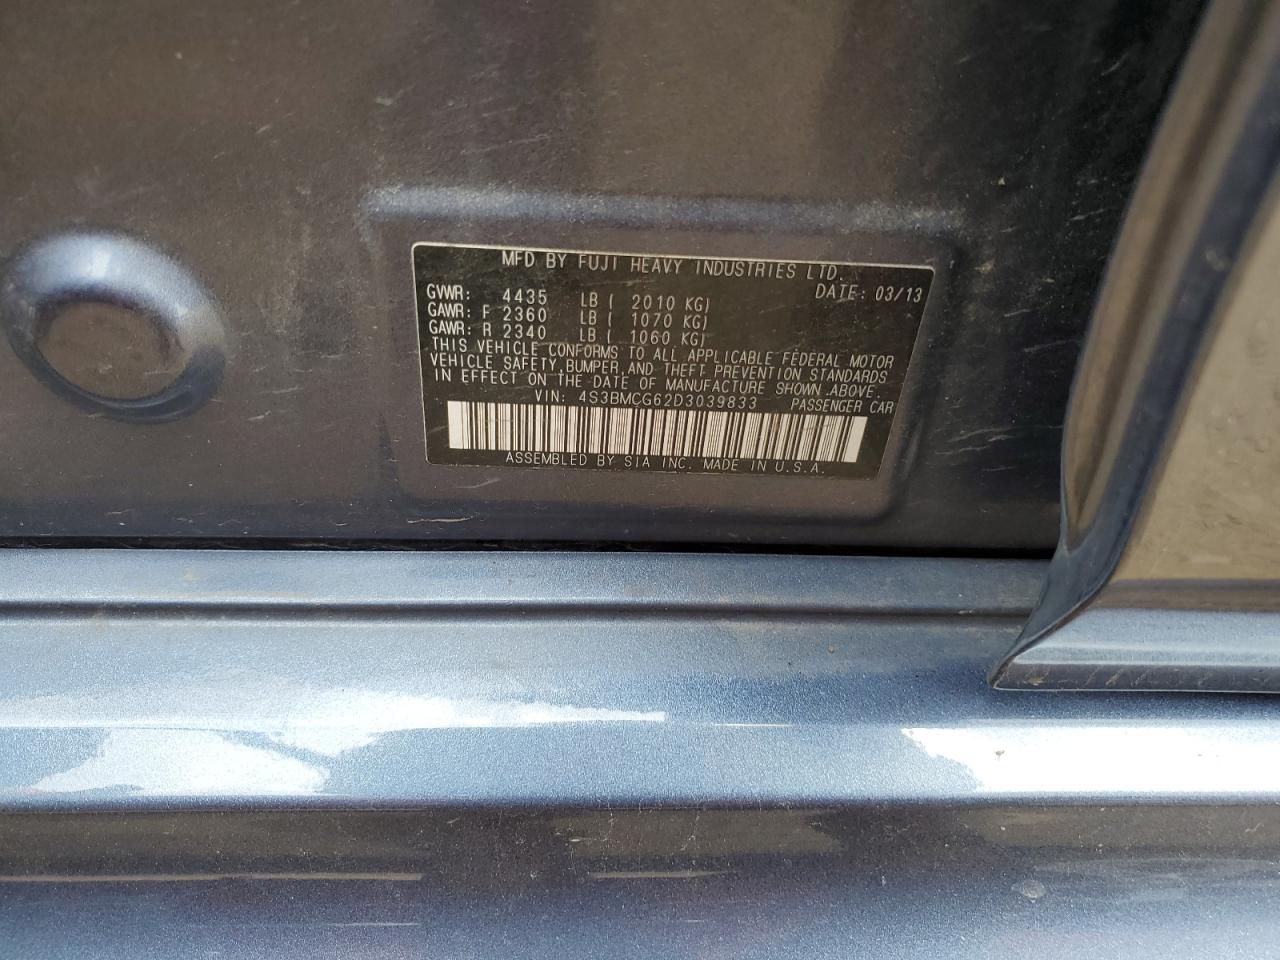 MFD BY FUJI HEAVY INDUSTRIES LTD.
DATE: 03/13
GVWR: 4435 LB ( 2010 KG)
GAWR: F 2360 LB ( 1070 KG)
GAWR: R 2340 LB ( 1060 KG)
THIS VEHICLE CONFORMS TO ALL APPLICABLE FEDERAL MOTOR
VEHICLE SAFETY, BUMPER, AND THEFT PREVENTION STANDARDS
IN EFFECT ON THE DATE OF MANUFACTURE SHOWN ABOVE.
VIN: 4S3BMCG62D3039833 PASSENGER CAR
ASSEMBLED BY SIA INC. MADE IN U.S.A.